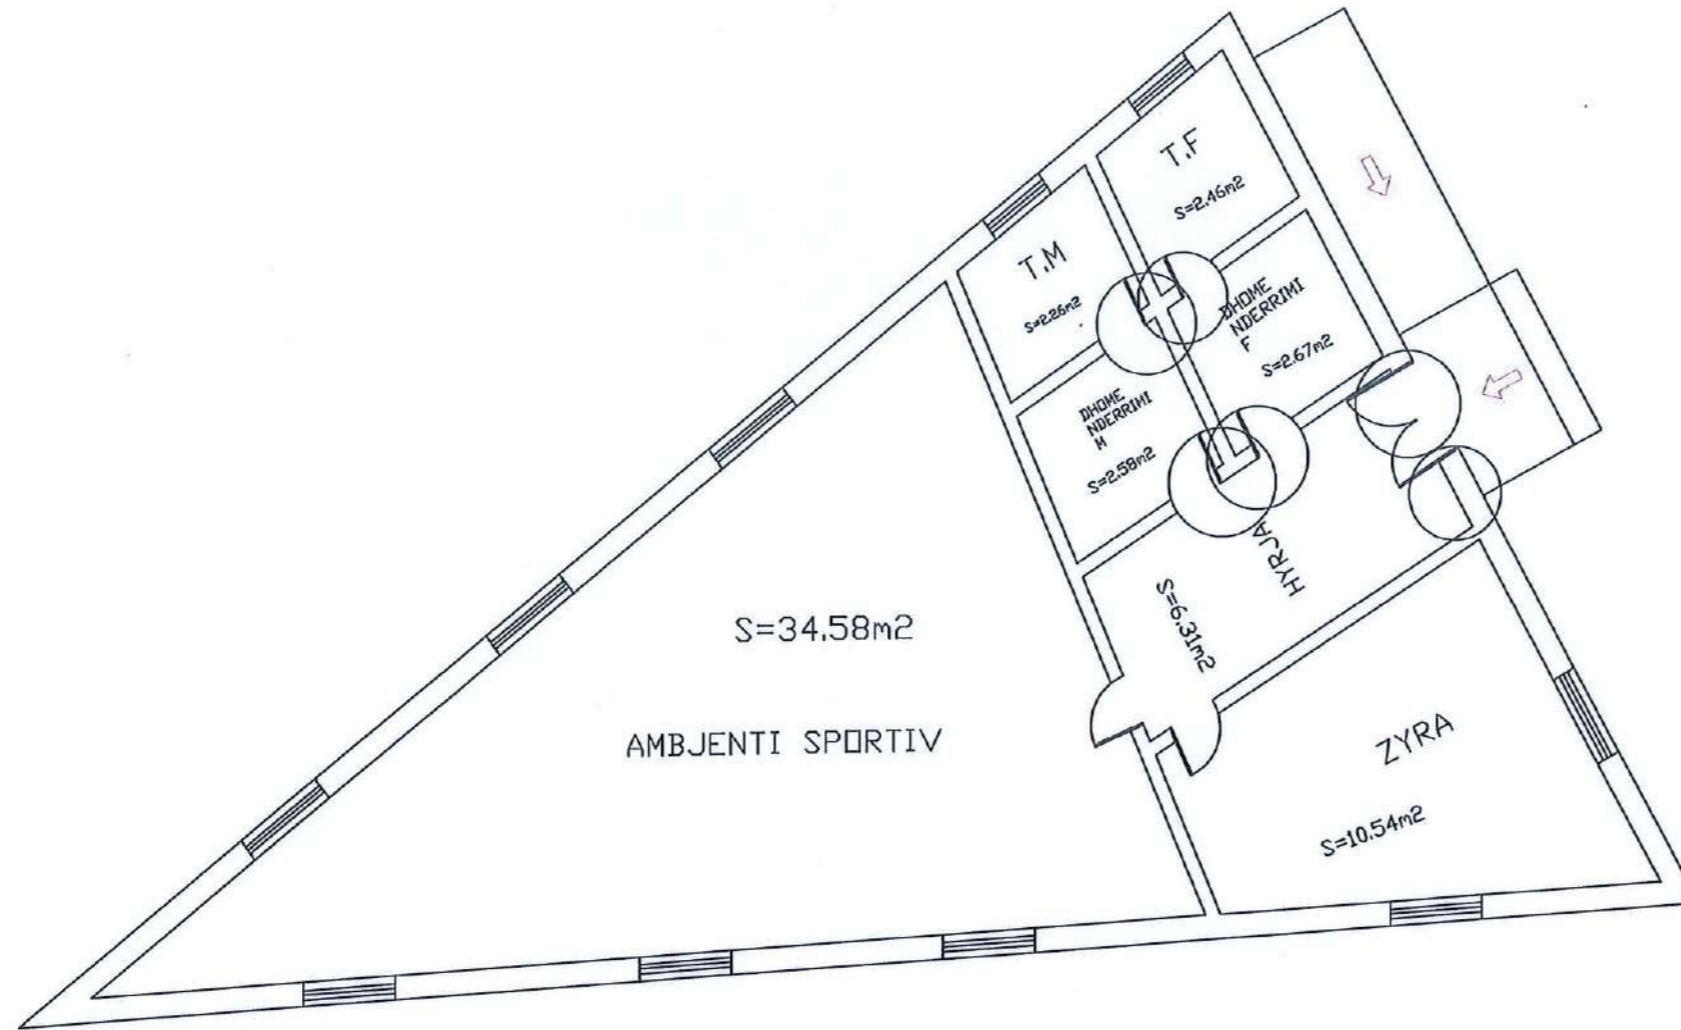 T.F
S=2.46m2
T.M
S=2.26m2
DHOME
NDERRIMI
F
S=2.67m2
DHOME
NDERRIMI
M
S=2.58m2
HYRJA
S=6.31m2
S=34.58m2
AMBJENTI SPORTIV
ZYRA
S=10.54m2